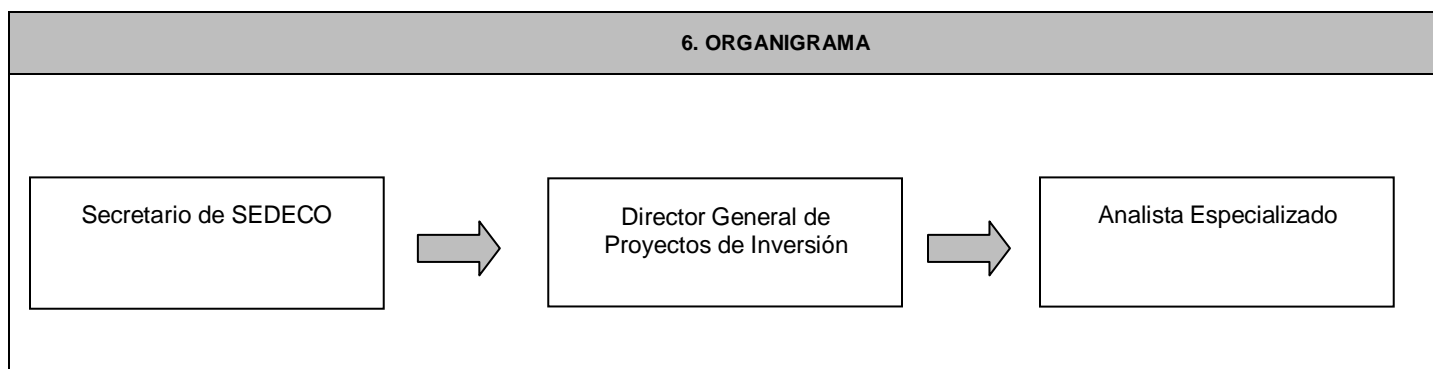 6. ORGANIGRAMA
Secretario de SEDECO
Director General de
Proyectos de Inversión
Analista Especializado